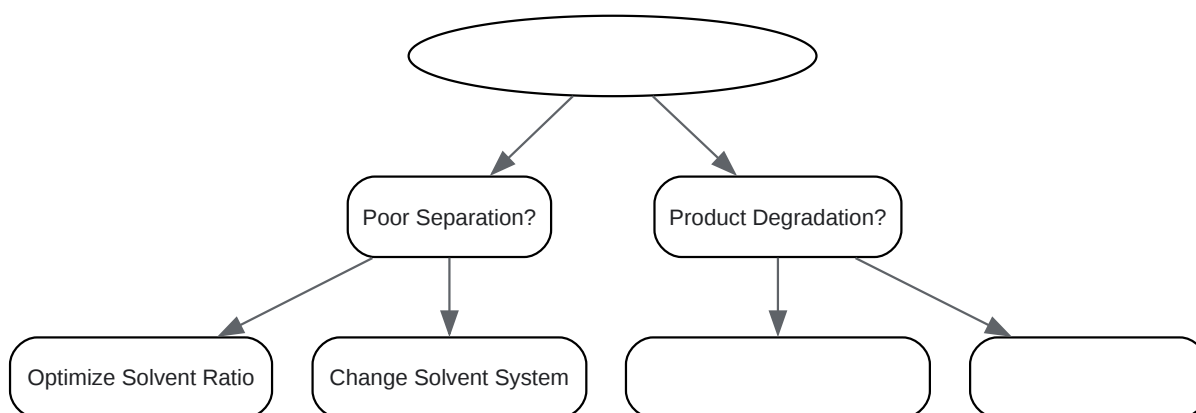 Poor Separation?
Product Degradation?
Optimize Solvent Ratio
Change Solvent System